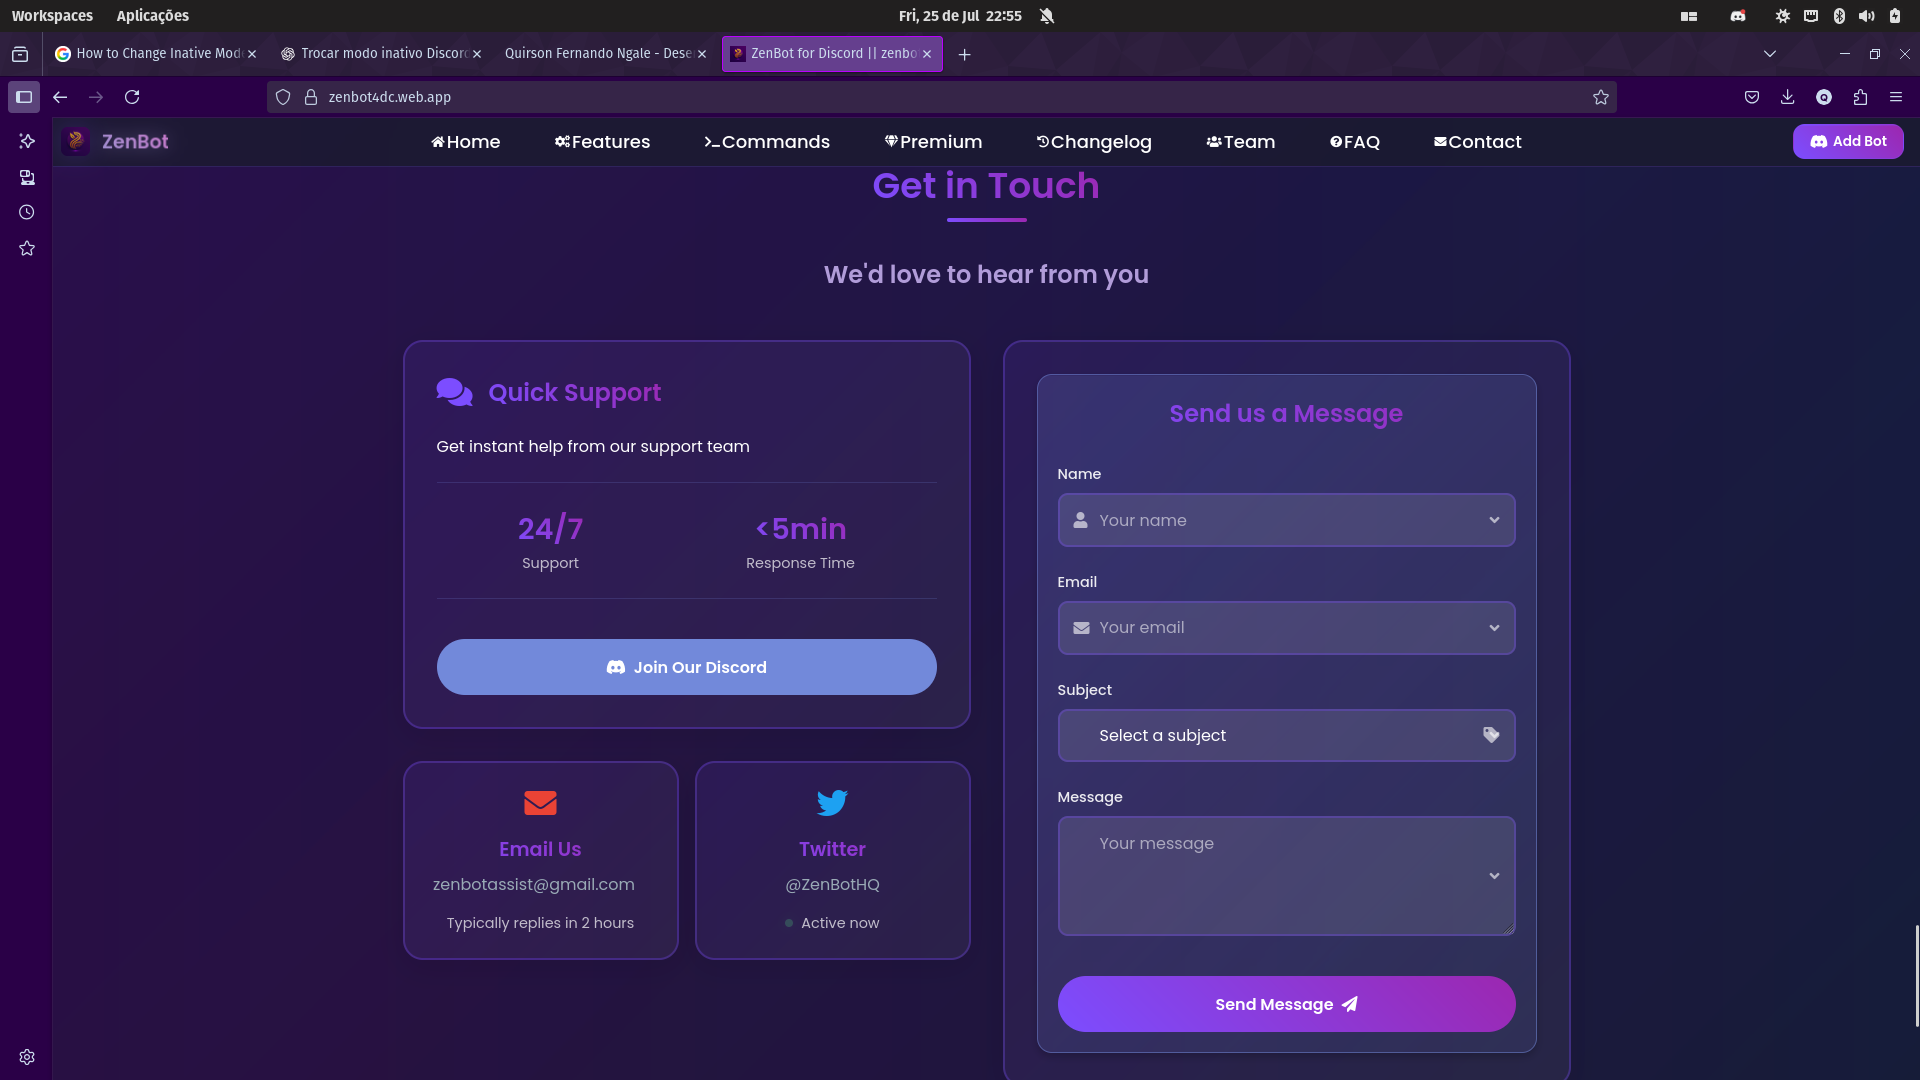 Workspaces Aplicações Fri, 25 de Jul 22:55
How to Change Inative Mod Trocar modo inativo Discord Quirson Fernando Ngale - Dese ZenBot for Discord || zenbo
zenbot4dc.web.app
ZenBot Home Features Commands Premium Changelog Team FAQ Contact Add Bot
Get in Touch
We'd love to hear from you
Quick Support
Get instant help from our support team
24/7 <5min
Support Response Time
Join Our Discord
Email Us
zenbotassist@gmail.com
Typically replies in 2 hours
Twitter
@ZenBotHQ
Active now
Send us a Message
Name
Your name
Email
Your email
Subject
Select a subject
Message
Your message
Send Message